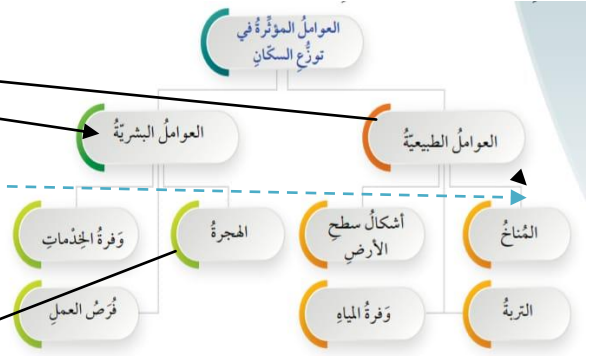 العواملُ المؤثِّرةُ في
توزُّعِ السكّانِ
العواملُ الطبيعيّةُ
العواملُ البشريّةُ
المُناخُ
أشكالُ سطحِ
الأرضِ
الهجرةُ
وَفرةُ الخِدْماتِ
التربةُ
وَفرةُ المياهِ
فُرَصُ العملِ